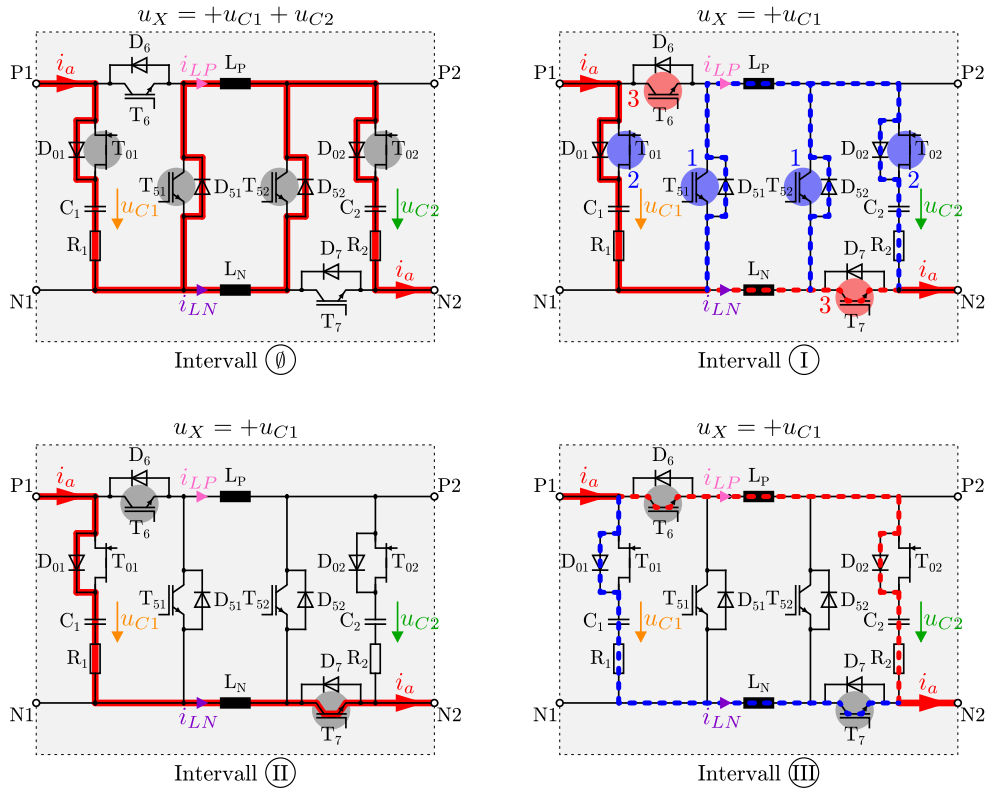 u_X = +u_C1 + u_C2
P1 i_a D_6 i_LP L_P P2
T_6
D_01 T_01 T_51 D_51 T_52 D_52 D_02 T_02
C_1 u_C1 C_2 u_C2
R_1 R_2
N1 i_LN L_N D_7 T_7 i_a N2
Intervall ∅
u_X = +u_C1
P1 i_a D_6 i_LP L_P P2
3 T_6
D_01 T_01 2 1 T_51 D_51 1 T_52 D_52 D_02 T_02 2
C_1 u_C1 C_2 u_C2
R_1 R_2
N1 i_LN L_N D_7 3 T_7 i_a N2
Intervall I
u_X = +u_C1
P1 i_a D_6 i_LP L_P P2
T_6
D_01 T_01 T_51 D_51 T_52 D_52 D_02 T_02
C_1 u_C1 C_2 u_C2
R_1 R_2
N1 i_LN L_N D_7 T_7 i_a N2
Intervall II
u_X = +u_C1
P1 i_a D_6 i_LP L_P P2
T_6
D_01 T_01 T_51 D_51 T_52 D_52 D_02 T_02
C_1 u_C1 C_2 u_C2
R_1 R_2
N1 i_LN L_N D_7 T_7 i_a N2
Intervall III